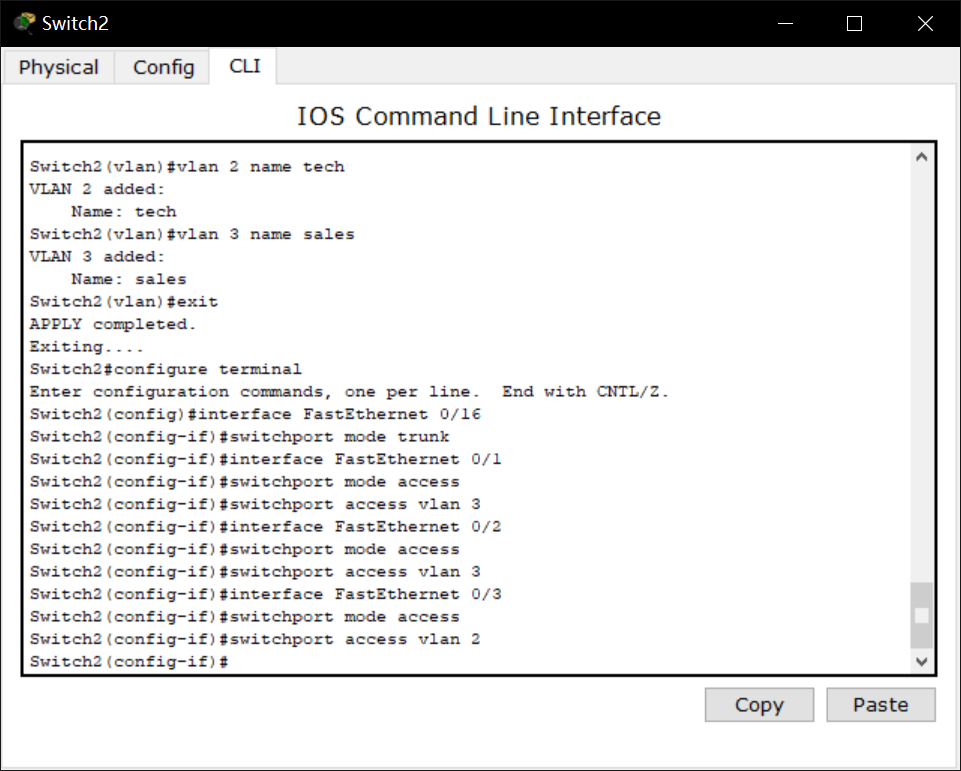 Switch2
Physical Config CLI
IOS Command Line Interface
Switch2(vlan)#vlan 2 name tech
VLAN 2 added:
    Name: tech
Switch2(vlan)#vlan 3 name sales
VLAN 3 added:
    Name: sales
Switch2(vlan)#exit
APPLY completed.
Exiting....
Switch2#configure terminal
Enter configuration commands, one per line.  End with CNTL/Z.
Switch2(config)#interface FastEthernet 0/16
Switch2(config-if)#switchport mode trunk
Switch2(config-if)#interface FastEthernet 0/1
Switch2(config-if)#switchport mode access
Switch2(config-if)#switchport access vlan 3
Switch2(config-if)#interface FastEthernet 0/2
Switch2(config-if)#switchport mode access
Switch2(config-if)#switchport access vlan 3
Switch2(config-if)#interface FastEthernet 0/3
Switch2(config-if)#switchport mode access
Switch2(config-if)#switchport access vlan 2
Switch2(config-if)#
Copy Paste